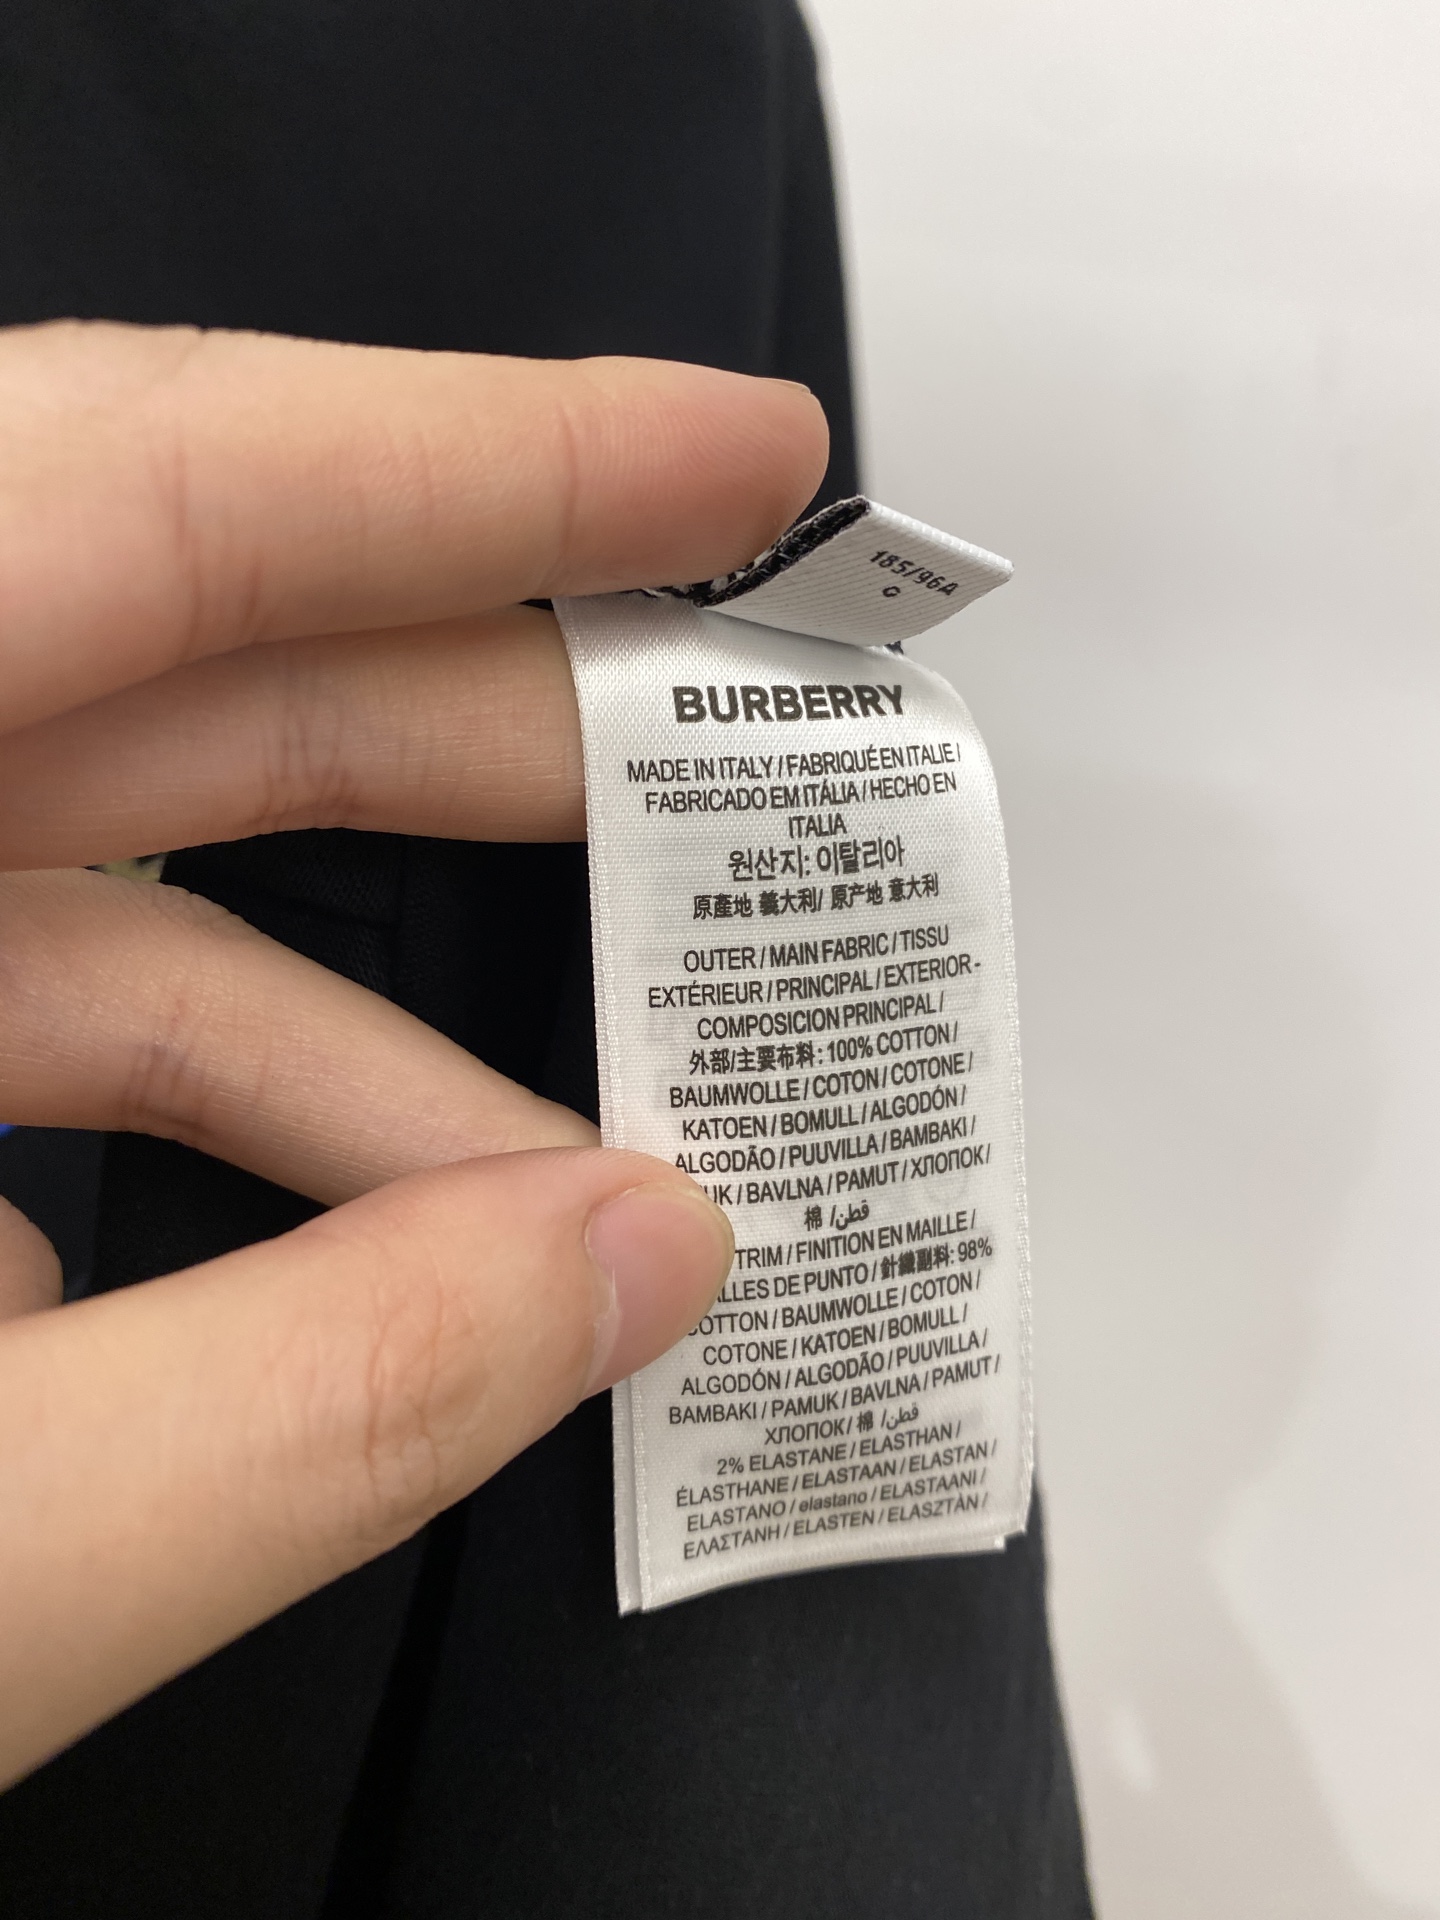 185/96A
C
BURBERRY
MADE IN ITALY / FABRIQUÉ EN ITALIE /
FABRICADO EM ITÁLIA / HECHO EN
ITALIA
원산지: 이탈리아
原產地 義大利/ 原产地 意大利
OUTER / MAIN FABRIC / TISSU
EXTÉRIEUR / PRINCIPAL / EXTERIOR -
COMPOSICION PRINCIPAL /
外部/主要布料: 100% COTTON /
BAUMWOLLE / COTON / COTONE /
KATOEN / BOMULL / ALGODÓN /
ALGODÃO / PUUVILLA / BAMBAKI /
UK / BAVLNA / PAMUT / ХЛОПОК /
棉 /قطن
TRIM / FINITION EN MAILLE /
ALLES DE PUNTO / 針織副料: 98%
COTTON / BAUMWOLLE / COTON /
COTONE / KATOEN / BOMULL /
ALGODÓN / ALGODÃO / PUUVILLA /
BAMBAKI / PAMUK / BAVLNA / PAMUT /
ХЛОПОК / 棉 /قطن
2% ELASTANE / ELASTHAN /
ÉLASTHANE / ELASTAAN / ELASTAN /
ELASTANO / elastano / ELASTAANI /
ΕΛΑΣΤΑΝΗ / ELASTEN / ELASZTÀN /